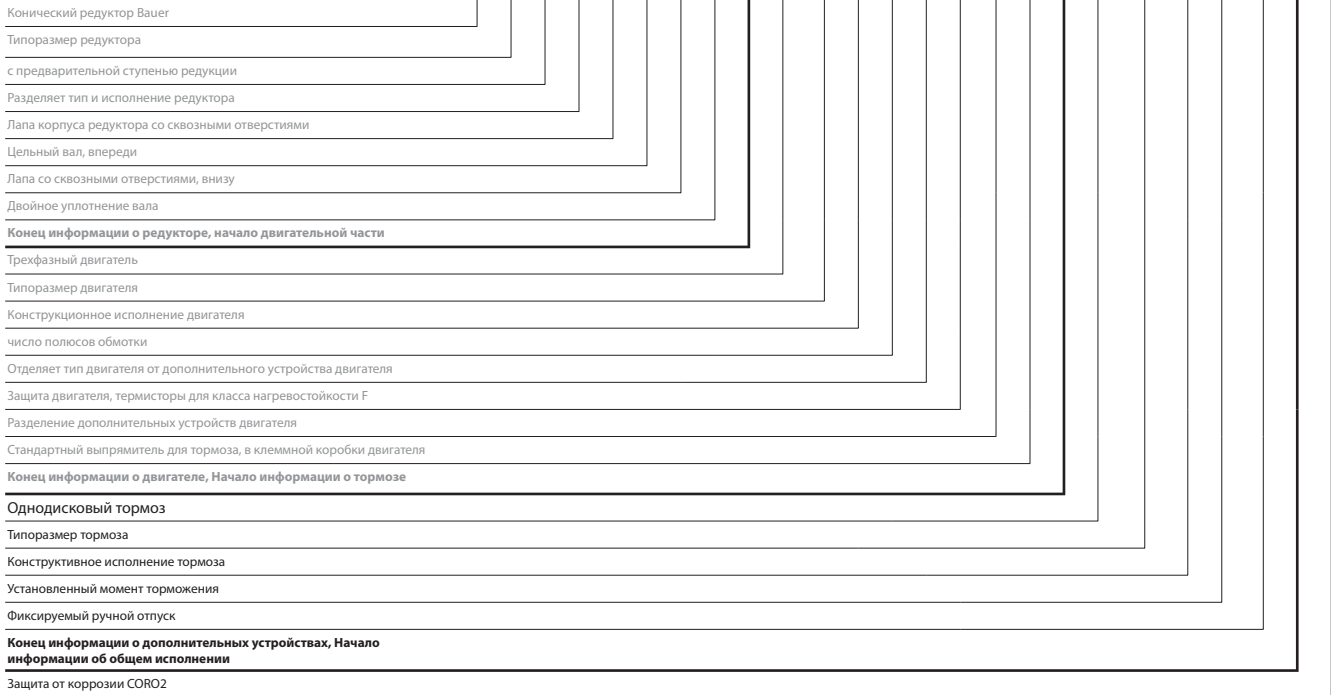 Конический редуктор Bauer
Типоразмер редуктора
с предварительной ступенью редукции
Разделяет тип и исполнение редуктора
Лапа корпуса редуктора со сквозными отверстиями
Цельный вал, впереди
Лапа со сквозными отверстиями, внизу
Двойное уплотнение вала
Конец информации о редукторе, начало двигательной части
Трехфазный двигатель
Типоразмер двигателя
Конструкционное исполнение двигателя
число полюсов обмотки
Отделяет тип двигателя от дополнительного устройства двигателя
Защита двигателя, термисторы для класса нагревостойкости F
Разделение дополнительных устройств двигателя
Стандартный выпрямитель для тормоза, в клеммной коробки двигателя
Конец информации о двигателе, Начало информации о тормозе
Однодисковый тормоз
Типоразмер тормоза
Конструктивное исполнение тормоза
Установленный момент торможения
Фиксируемый ручной отпуск
Конец информации о дополнительных устройствах, Начало
информации об общем исполнении
Защита от коррозии CORO2